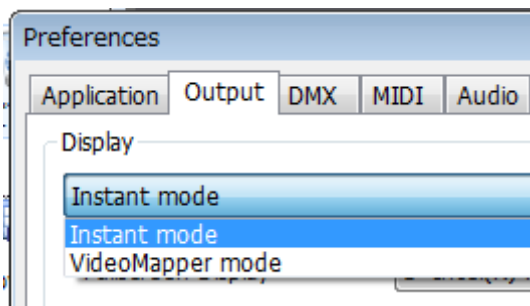 Preferences
Application Output DMX MIDI Audio
Display
Instant mode
Instant mode
VideoMapper mode